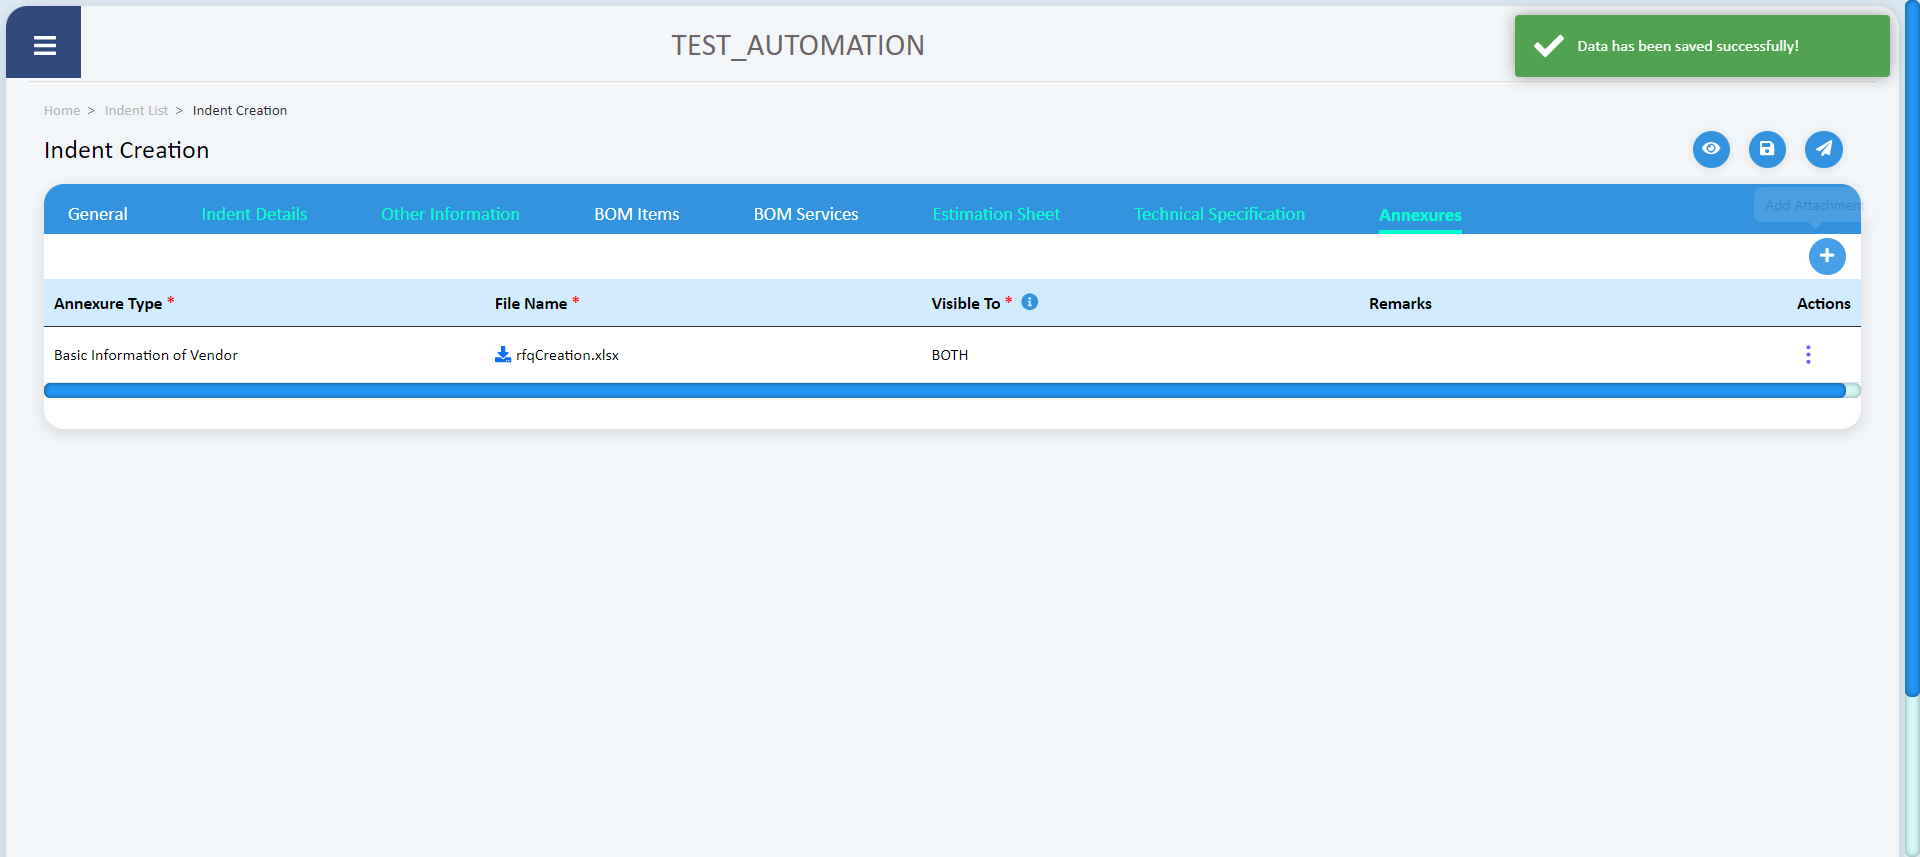 TEST_AUTOMATION
Data has been saved successfully!
Home > Indent List > Indent Creation
Indent Creation
General Indent Details Other Information BOM Items BOM Services Estimation Sheet Technical Specification Annexures
Add Attachment
Annexure Type * File Name * Visible To * Remarks Actions
Basic Information of Vendor rfqCreation.xlsx BOTH